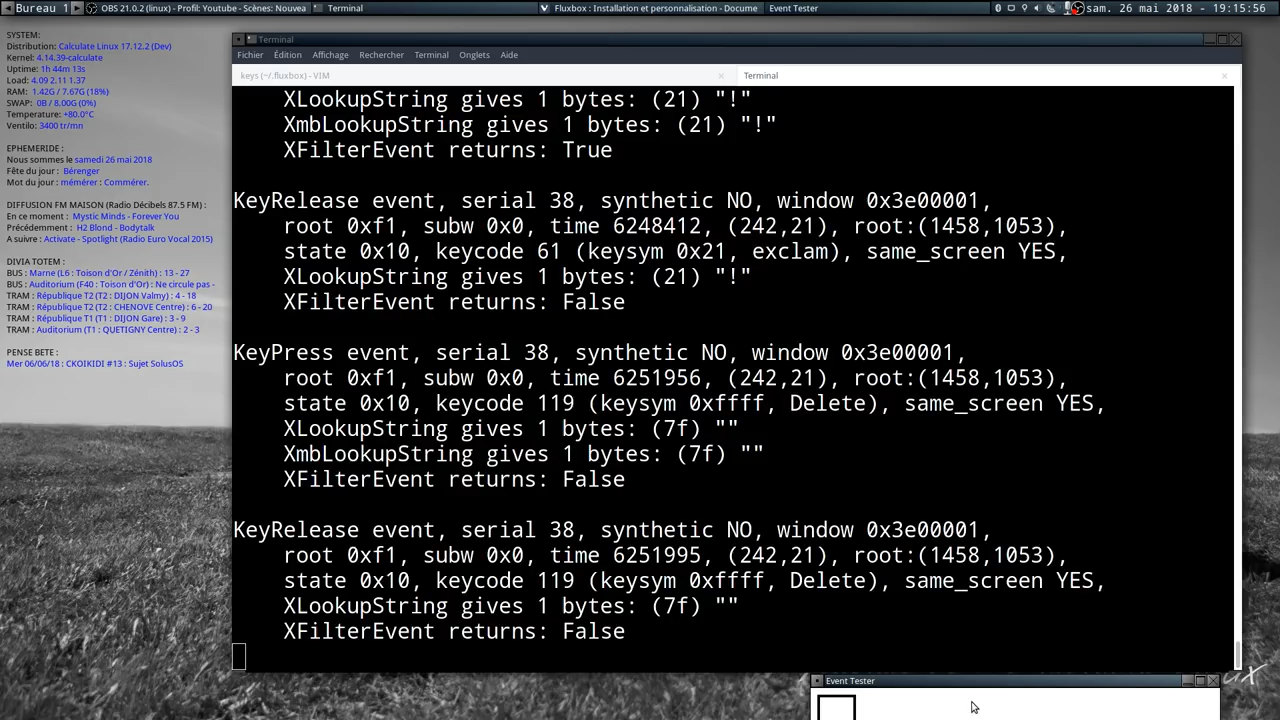 Bureau 1
OBS 21.0.2 (linux) - Profil: Youtube - Scènes: Nouvea
Terminal
Fluxbox : Installation et personnalisation - Docume
Event Tester
sam. 26 mai 2018 - 19:15:56
SYSTEM:
Distribution: Calculate Linux 17.12.2 (Dev)
Kernel: 4.14.39-calculate
Uptime: 1h 44m 13s
Load: 4.09 2.11 1.37
RAM: 1.42G / 7.67G (18%)
SWAP: 0B / 8.00G (0%)
Temperature: +80.0°C
Ventilo: 3400 tr/mn
EPHEMERIDE :
Nous sommes le samedi 26 mai 2018
Fête du jour : Bérenger
Mot du jour : mémérer : Commérer.
DIFFUSION FM MAISON (Radio Décibels 87.5 FM) :
En ce moment : Mystic Minds - Forever You
Précédemment : H2 Blond - Bodytalk
A suivre : Activate - Spotlight (Radio Euro Vocal 2015)
DIVIA TOTEM :
BUS : Marne (L6 : Toison d'Or / Zénith) : 13 - 27
BUS : Auditorium (F40 : Toison d'Or) : Ne circule pas -
TRAM : République T2 (T2 : DIJON Valmy) : 4 - 18
TRAM : République T2 (T2 : CHENOVE Centre) : 6 - 20
TRAM : République T1 (T1 : DIJON Gare) : 3 - 9
TRAM : Auditorium (T1 : QUETIGNY Centre) : 2 - 3
PENSE BETE :
Mer 06/06/18 : CKOIKIDI #13 : Sujet SolusOS
Terminal
Fichier Édition Affichage Rechercher Terminal Onglets Aide
keys (~/.fluxbox) - VIM
Terminal
XLookupString gives 1 bytes: (21) "!"
XmbLookupString gives 1 bytes: (21) "!"
XFilterEvent returns: True
KeyRelease event, serial 38, synthetic NO, window 0x3e00001,
root 0xf1, subw 0x0, time 6248412, (242,21), root:(1458,1053),
state 0x10, keycode 61 (keysym 0x21, exclam), same_screen YES,
XLookupString gives 1 bytes: (21) "!"
XFilterEvent returns: False
KeyPress event, serial 38, synthetic NO, window 0x3e00001,
root 0xf1, subw 0x0, time 6251956, (242,21), root:(1458,1053),
state 0x10, keycode 119 (keysym 0xffff, Delete), same_screen YES,
XLookupString gives 1 bytes: (7f) ""
XmbLookupString gives 1 bytes: (7f) ""
XFilterEvent returns: False
KeyRelease event, serial 38, synthetic NO, window 0x3e00001,
root 0xf1, subw 0x0, time 6251995, (242,21), root:(1458,1053),
state 0x10, keycode 119 (keysym 0xffff, Delete), same_screen YES,
XLookupString gives 1 bytes: (7f) ""
XFilterEvent returns: False
Event Tester